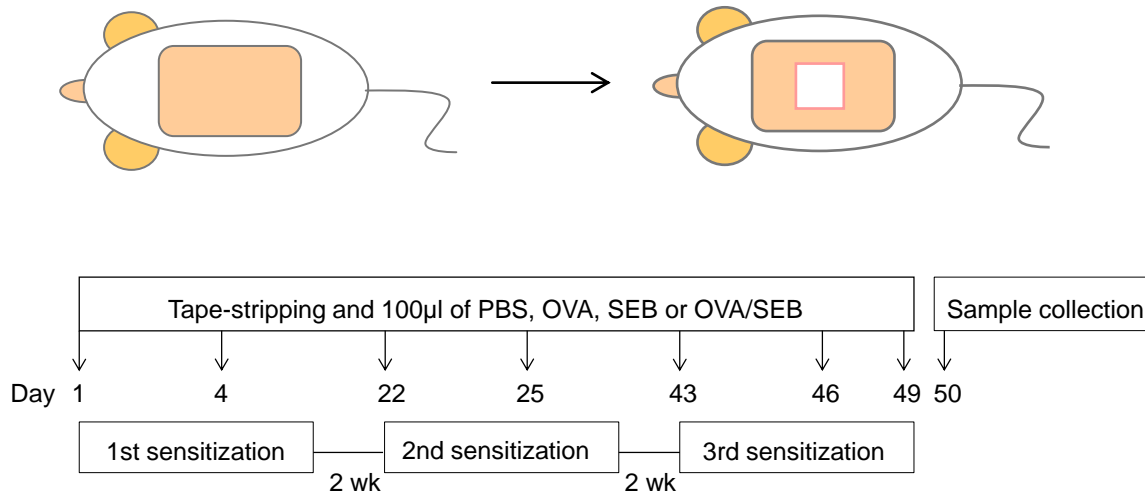 Tape-stripping and 100µl of PBS, OVA, SEB or OVA/SEB
Sample collection
Day 1 4 22 25 43 46 49 50
1st sensitization
2nd sensitization
3rd sensitization
2 wk
2 wk